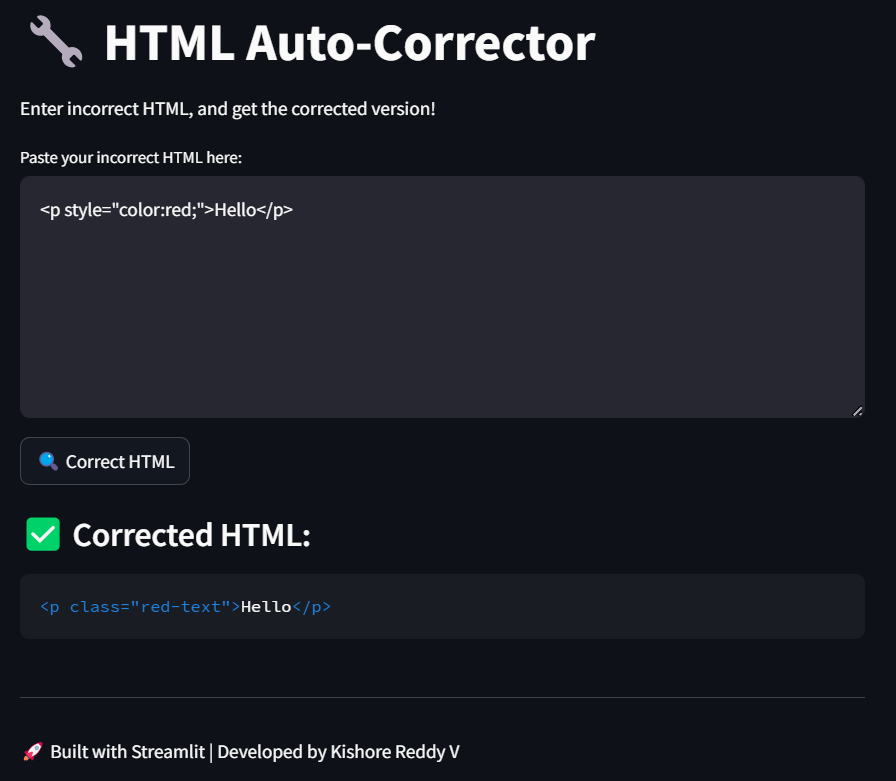 HTML Auto-Corrector
Enter incorrect HTML, and get the corrected version!
Paste your incorrect HTML here:
<p style="color:red;">Hello</p>
Correct HTML
Corrected HTML:
<p class="red-text">Hello</p>
Built with Streamlit | Developed by Kishore Reddy V